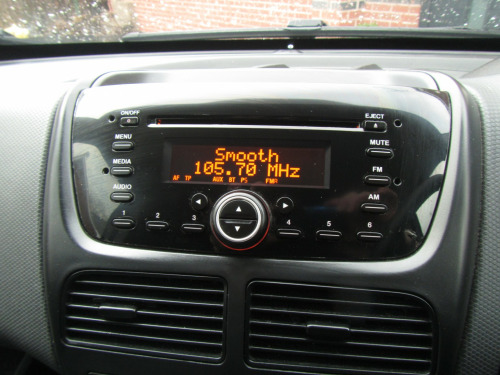 ON/OFF
EJECT
MENU
MUTE
Smooth
105.70 MHz
MEDIA
FM
AF TP AUX BT PS FMA
AUDIO
AM
1 2 3 4 5 6